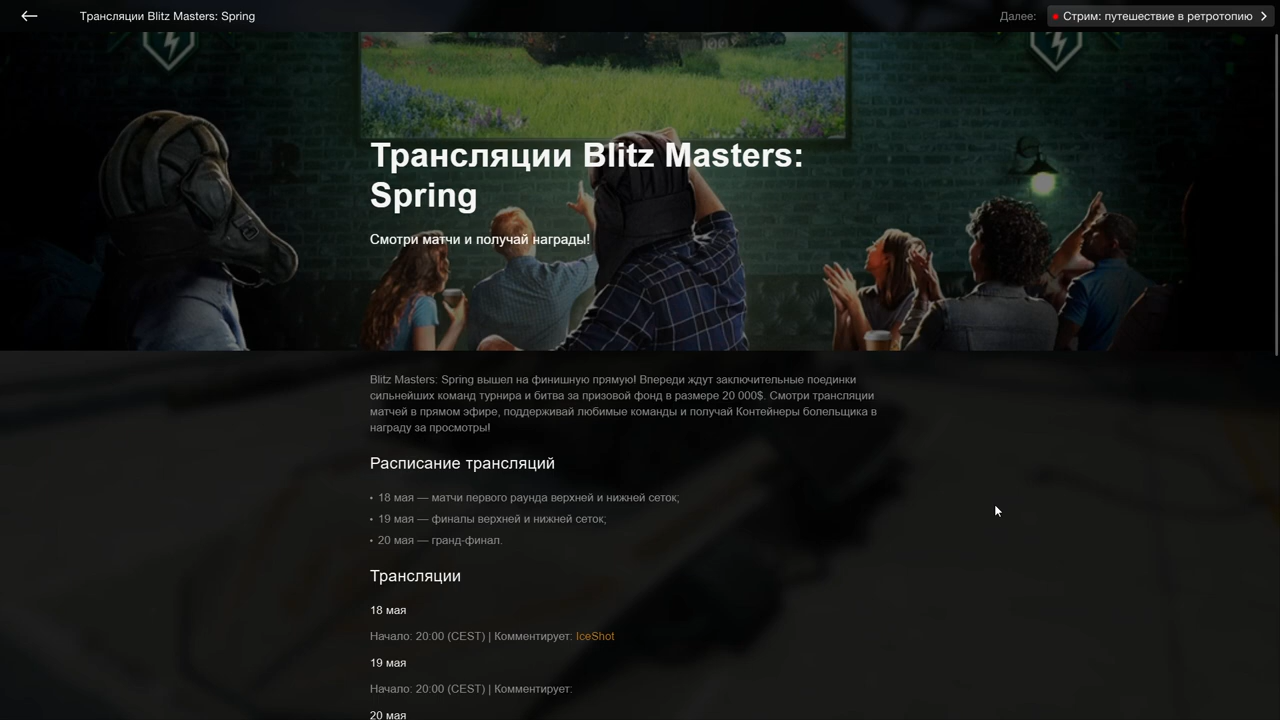 Трансляции Blitz Masters: Spring
Далее:
Стрим: путешествие в ретротопию
Трансляции Blitz Masters:
Spring
Смотри матчи и получай награды!
Blitz Masters: Spring вышел на финишную прямую! Впереди ждут заключительные поединки
сильнейших команд турнира и битва за призовой фонд в размере 20 000$. Смотри трансляции
матчей в прямом эфире, поддерживай любимые команды и получай Контейнеры болельщика в
награду за просмотры!
Расписание трансляций
• 18 мая — матчи первого раунда верхней и нижней сеток;
• 19 мая — финалы верхней и нижней сеток;
• 20 мая — гранд-финал.
Трансляции
18 мая
Начало: 20:00 (CEST) | Комментирует: IceShot
19 мая
Начало: 20:00 (CEST) | Комментирует:
20 мая